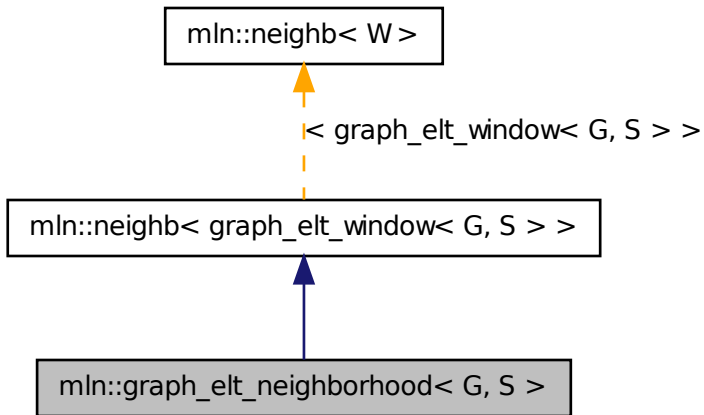 mln::neighb< W >
< graph_elt_window< G, S > >
mln::neighb< graph_elt_window< G, S > >
mln::graph_elt_neighborhood< G, S >